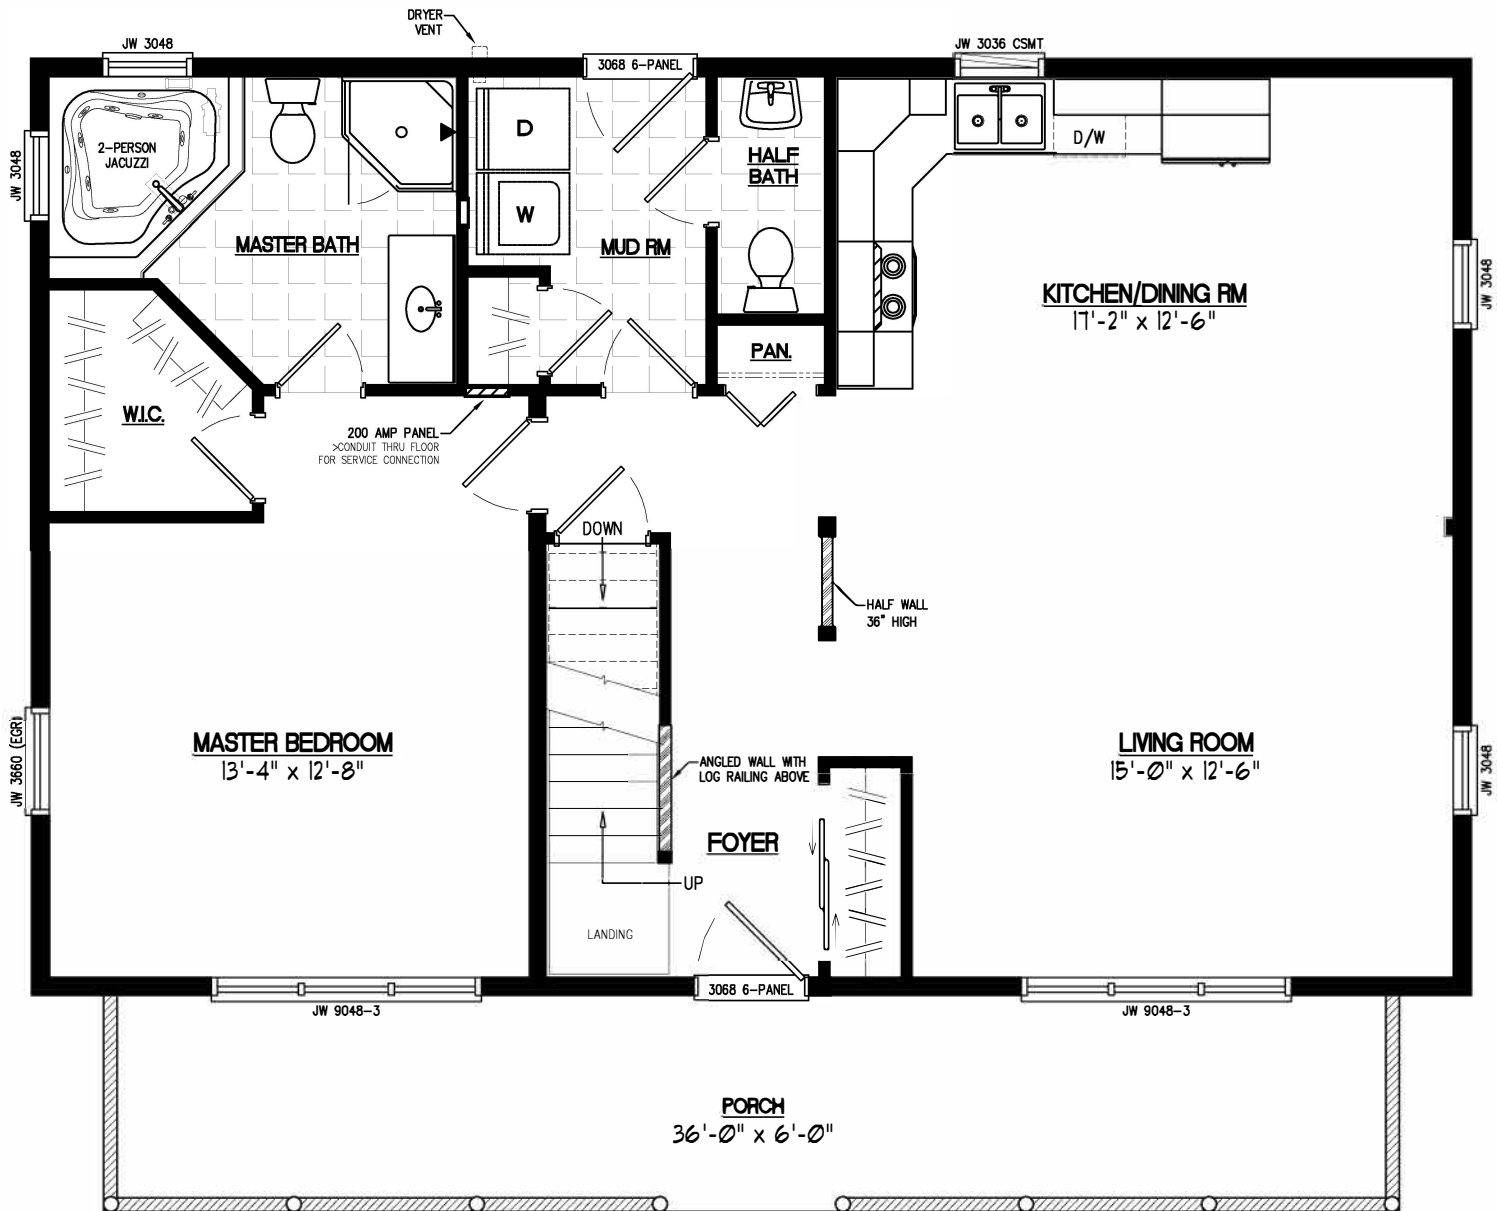 DRYER
VENT
JW 3048
3068 6-PANEL
JW 3036 CSMT
2-PERSON
JACUZZI
JW 3048
D
W
HALF
BATH
D/W
MASTER BATH
MUD RM
KITCHEN/DINING RM
17'-2" x 12'-6"
JW 3048
PAN.
W.I.C.
200 AMP PANEL
>CONDUIT THRU FLOOR
FOR SERVICE CONNECTION
DOWN
HALF WALL
36" HIGH
JW 3660 (EGR)
MASTER BEDROOM
13'-4" x 12'-8"
ANGLED WALL WITH
LOG RAILING ABOVE
LIVING ROOM
15'-0" x 12'-6"
JW 3048
FOYER
UP
LANDING
3068 6-PANEL
JW 9048-3
JW 9048-3
PORCH
36'-0" x 6'-0"